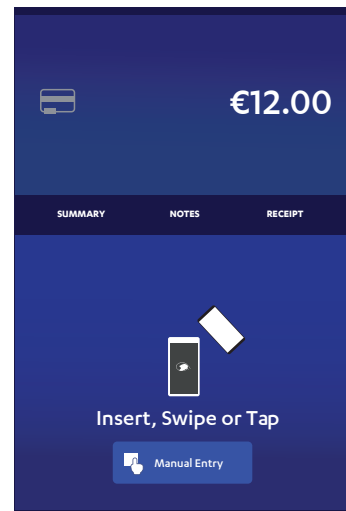 €12.00
SUMMARY NOTES RECEIPT
Insert, Swipe or Tap
Manual Entry